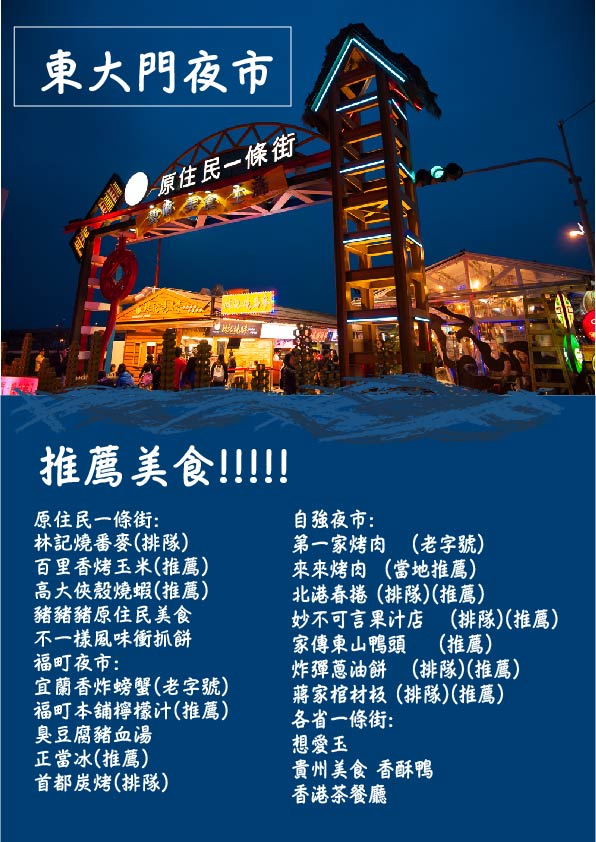 東大門夜市
原住民一條街
推薦美食!!!!!
原住民一條街:
林記燒番麥(排隊)
百里香烤玉米(推薦)
高大俠殼燒蝦(推薦)
豬豬豬原住民美食
不一樣風味衝抓餅
福町夜市:
宜蘭香炸螃蟹(老字號)
福町本舖檸檬汁(推薦)
臭豆腐豬血湯
正當冰(推薦)
首都炭烤(排隊)
自強夜市:
第一家烤肉 (老字號)
來來烤肉 (當地推薦)
北港春捲 (排隊)(推薦)
妙不可言果汁店 (排隊)(推薦)
家傳東山鴨頭 (推薦)
炸彈蔥油餅 (排隊)(推薦)
蔣家棺材板 (排隊)(推薦)
各省一條街:
想愛玉
貴州美食 香酥鴨
香港茶餐廳